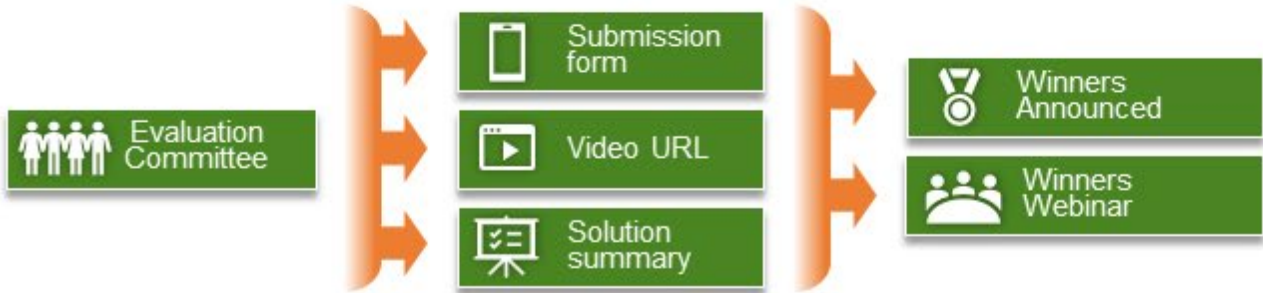 Evaluation
Committee
Submission
form
Video URL
Solution
summary
Winners
Announced
Winners
Webinar